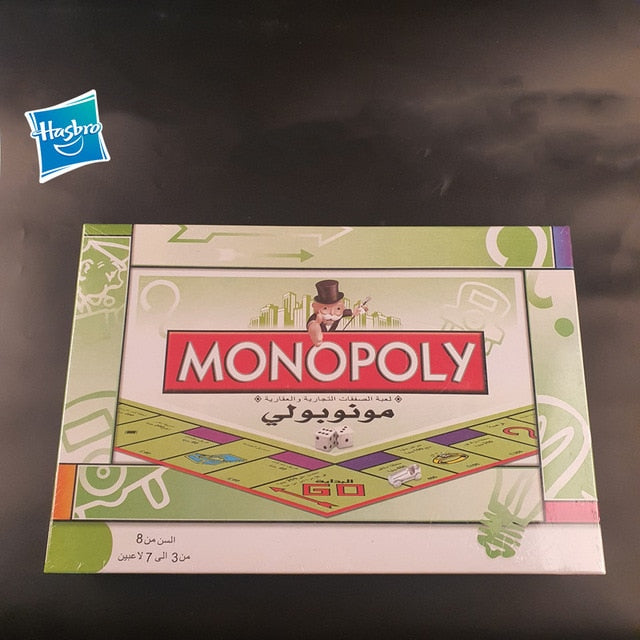 Hasbro
MONOPOLY
لعبة الصفقات التجارية والعقارية
مونوبولي
البداية
GO
السن من 8
من 3 الى 7 لاعبين